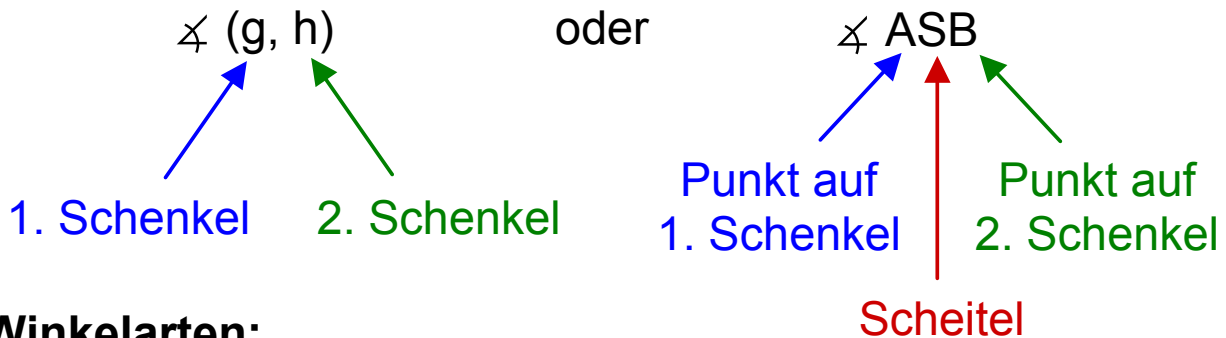 ∡ (g, h) oder ∡ ASB
1. Schenkel 2. Schenkel
Punkt auf
1. Schenkel
Punkt auf
2. Schenkel
Scheitel
Winkelarten: